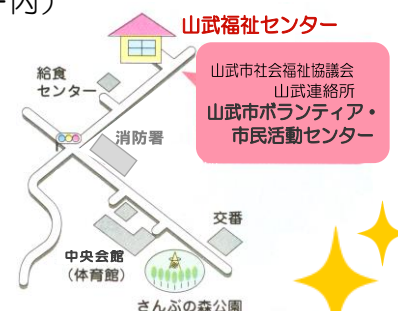 内）
山武福祉センター
山武市社会福祉協議会
山武連絡所
山武市ボランティア・
市民活動センター
給食
センター
消防署
交番
中央会館
（体育館）
さんぶの森公園